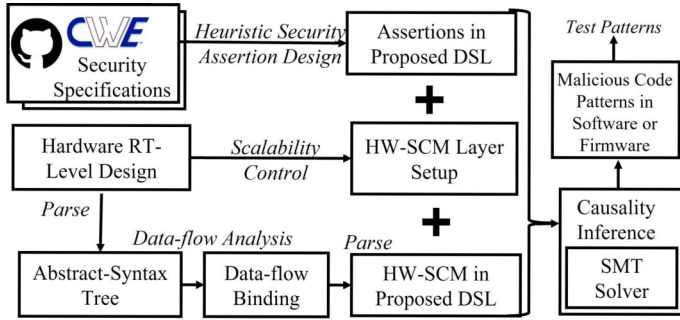 CWE
Security
Specifications
Heuristic Security
Assertion Design
Assertions in
Proposed DSL
Test Patterns
Malicious Code
Patterns in
Software or
Firmware
Hardware RT-
Level Design
Scalability
Control
HW-SCM Layer
Setup
Parse
Data-flow Analysis
Parse
Abstract-Syntax
Tree
Data-flow
Binding
HW-SCM in
Proposed DSL
Causality
Inference
SMT
Solver